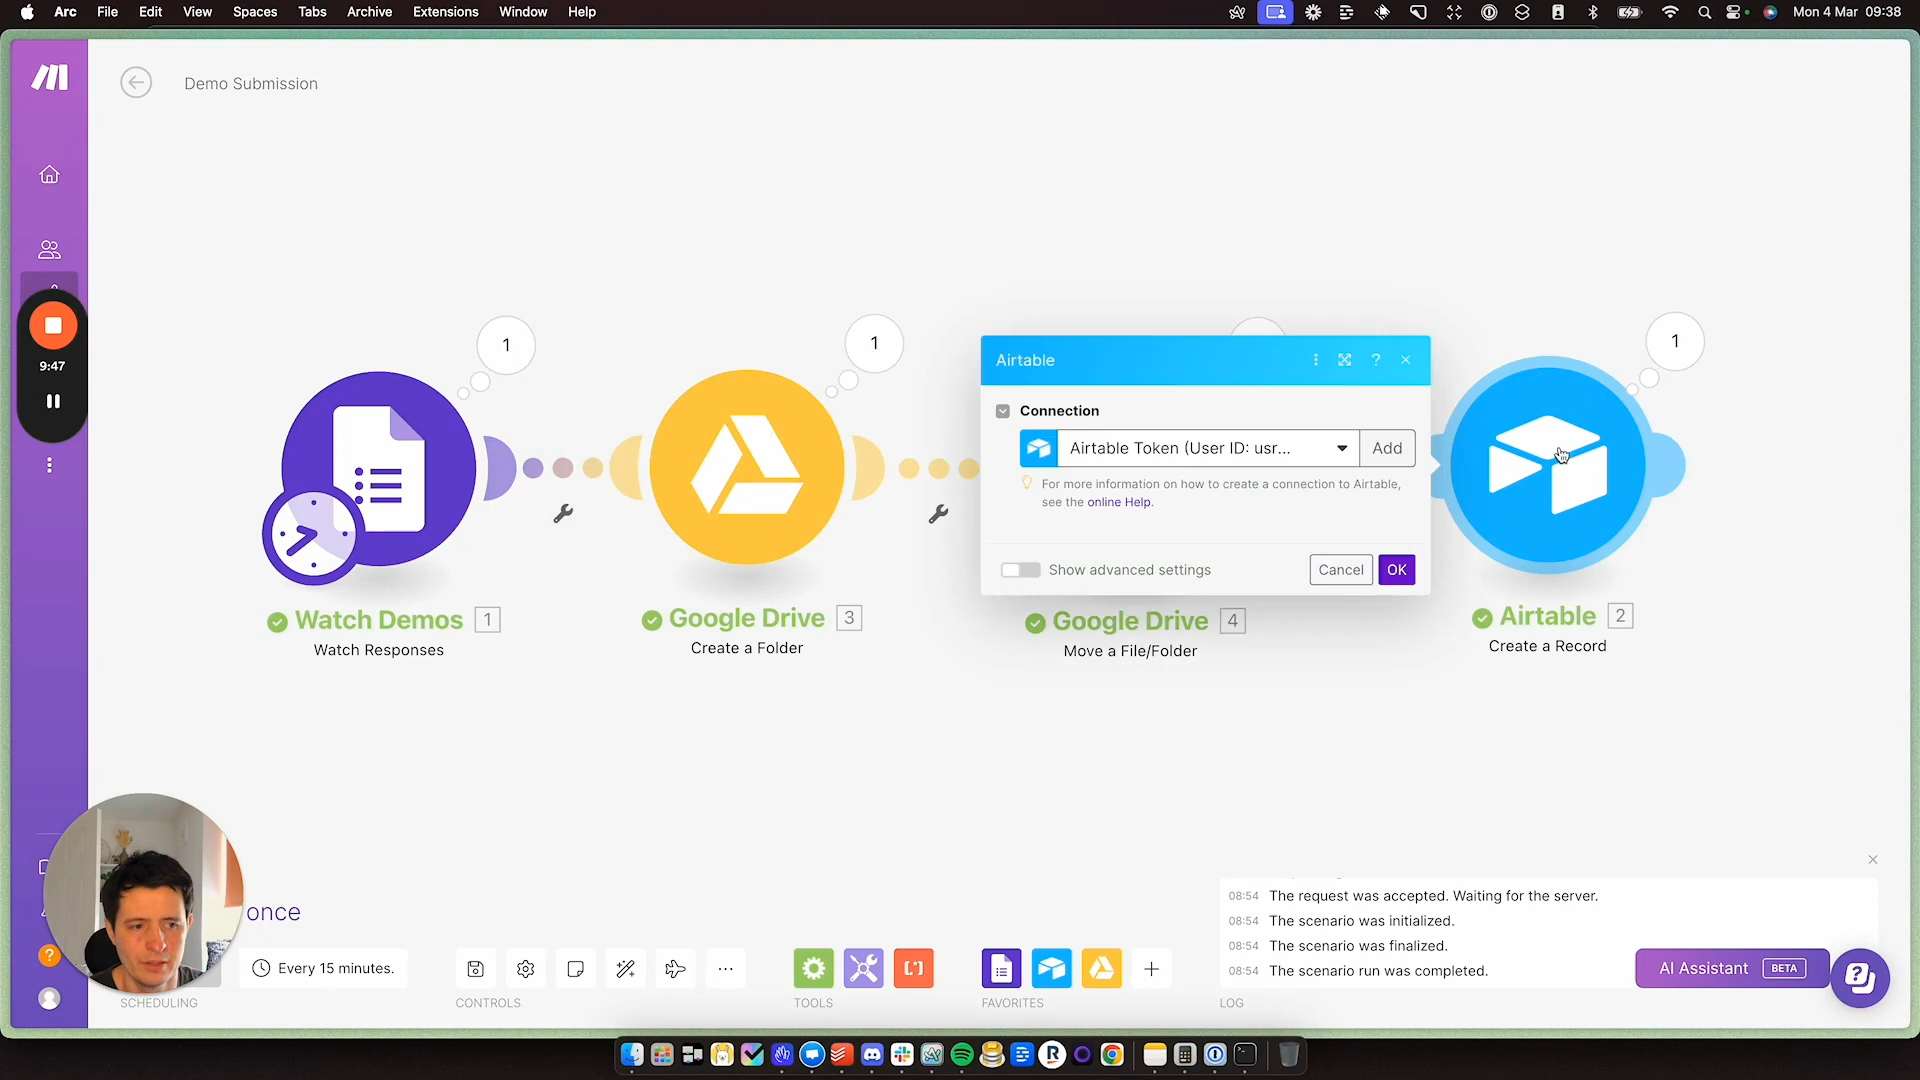 Arc File Edit View Spaces Tabs Archive Extensions Window Help Mon 4 Mar 09:38
Demo Submission
9:47
1
1
1
Airtable
?
Connection
Airtable Token (User ID: usr... Add
For more information on how to create a connection to Airtable,
see the online Help.
Show advanced settings Cancel OK
Watch Demos 1
Watch Responses
Google Drive 3
Create a Folder
Google Drive 4
Move a File/Folder
Airtable 2
Create a Record
once
08:54 The request was accepted. Waiting for the server.
08:54 The scenario was initialized.
08:54 The scenario was finalized.
08:54 The scenario run was completed.
?
Every 15 minutes.
AI Assistant BETA
?
SCHEDULING
CONTROLS
TOOLS
FAVORITES
LOG